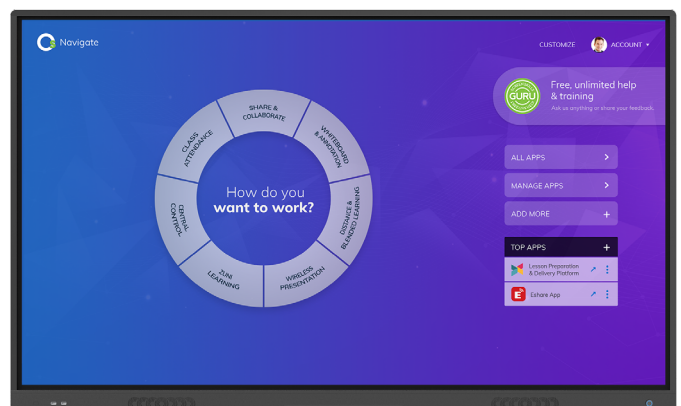 Navigate
CUSTOMIZE
ACCOUNT
SHARE &
COLLABORATE
WHITEBOARD
& ANNOTATION
DISTANCE &
BLENDED LEARNING
WIRELESS
PRESENTATION
ZUNI
LEARNING
CENTRAL
CONTROL
CLASS
ATTENDANCE
How do you
want to work?
GURU
Free, unlimited help
& training
Ask us anything or share your feedback.
ALL APPS
MANAGE APPS
ADD MORE
TOP APPS
Lesson Preparation
& Delivery Platform
Eshare App